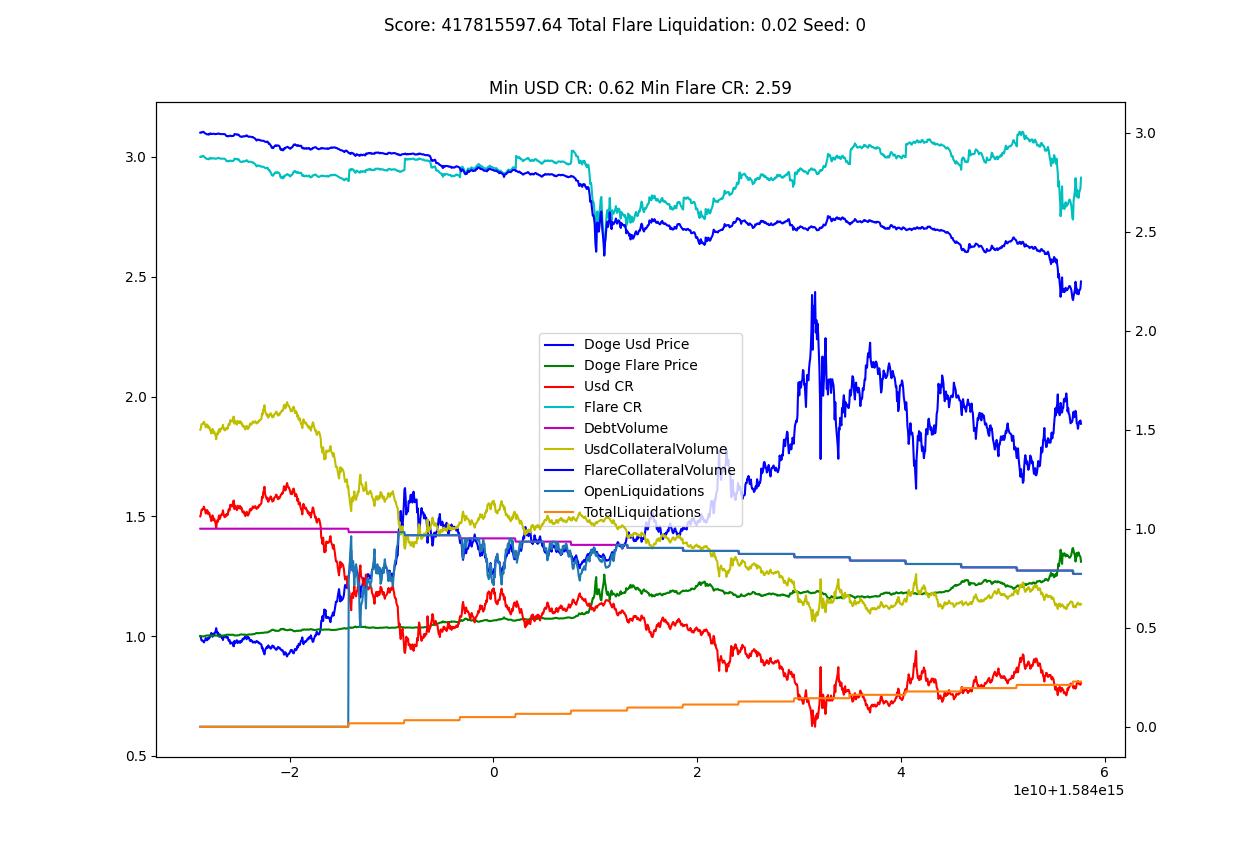 Score: 417815597.64 Total Flare Liquidation: 0.02 Seed: 0
Min USD CR: 0.62 Min Flare CR: 2.59
3.0
2.5
2.0
1.5
1.0
0.5
Doge Usd Price
Doge Flare Price
Usd CR
Flare CR
DebtVolume
UsdCollateralVolume
FlareCollateralVolume
OpenLiquidations
TotalLiquidations
3.0
2.5
2.0
1.5
1.0
0.5
0.0
−2
0
2
4
6
1e10+1.584e15